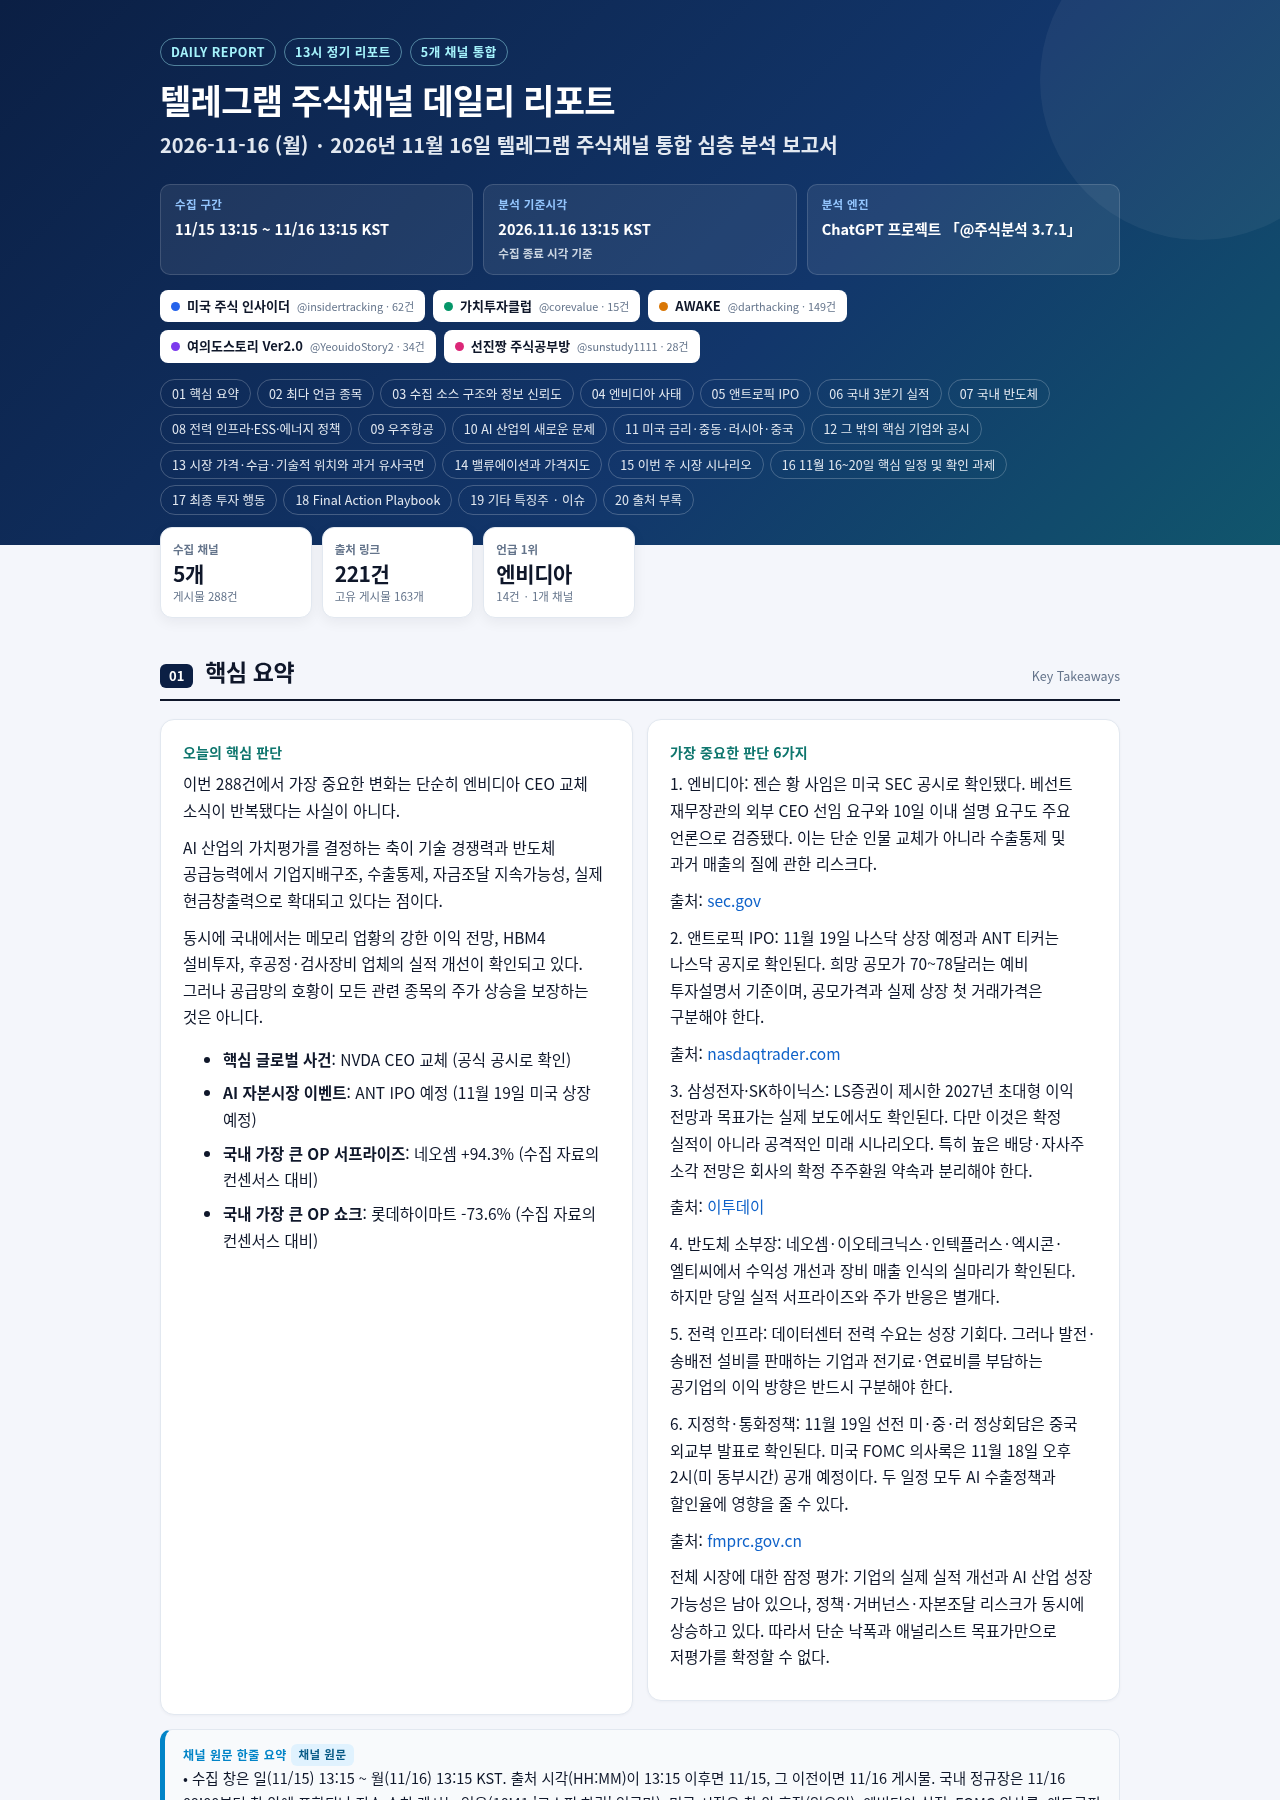 DAILY REPORT 13시 정기 리포트 5개 채널 통합
텔레그램 주식채널 데일리 리포트
2026-11-16 (월) · 2026년 11월 16일 텔레그램 주식채널 통합 심층 분석 보고서
수집 구간
11/15 13:15 ~ 11/16 13:15 KST
분석 기준시각
2026.11.16 13:15 KST
수집 종료 시각 기준
분석 엔진
ChatGPT 프로젝트 「@주식분석 3.7.1」
미국 주식 인사이더 @insidertracking · 62건 가치투자클럽 @corevalue · 15건 AWAKE @darthacking · 149건
여의도스토리 Ver2.0 @YeouidoStory2 · 34건 선진짱 주식공부방 @sunstudy1111 · 28건
01 핵심 요약 02 최다 언급 종목 03 수집 소스 구조와 정보 신뢰도 04 엔비디아 사태 05 앤트로픽 IPO 06 국내 3분기 실적 07 국내 반도체
08 전력 인프라·ESS·에너지 정책 09 우주항공 10 AI 산업의 새로운 문제 11 미국 금리·중동·러시아·중국 12 그 밖의 핵심 기업과 공시
13 시장 가격·수급·기술적 위치와 과거 유사국면 14 밸류에이션과 가격지도 15 이번 주 시장 시나리오 16 11월 16~20일 핵심 일정 및 확인 과제
17 최종 투자 행동 18 Final Action Playbook 19 기타 특징주 · 이슈 20 출처 부록
수집 채널
5개
게시물 288건
출처 링크
221건
고유 게시물 163개
언급 1위
엔비디아
14건 · 1개 채널
01 핵심 요약 Key Takeaways
오늘의 핵심 판단
이번 288건에서 가장 중요한 변화는 단순히 엔비디아 CEO 교체
소식이 반복됐다는 사실이 아니다.
AI 산업의 가치평가를 결정하는 축이 기술 경쟁력과 반도체
공급능력에서 기업지배구조, 수출통제, 자금조달 지속가능성, 실제
현금창출력으로 확대되고 있다는 점이다.
동시에 국내에서는 메모리 업황의 강한 이익 전망, HBM4
설비투자, 후공정·검사장비 업체의 실적 개선이 확인되고 있다.
그러나 공급망의 호황이 모든 관련 종목의 주가 상승을 보장하는
것은 아니다.
• 핵심 글로벌 사건: NVDA CEO 교체 (공식 공시로 확인)
• AI 자본시장 이벤트: ANT IPO 예정 (11월 19일 미국 상장
예정)
• 국내 가장 큰 OP 서프라이즈: 네오셈 +94.3% (수집 자료의
컨센서스 대비)
• 국내 가장 큰 OP 쇼크: 롯데하이마트 -73.6% (수집 자료의
컨센서스 대비)
가장 중요한 판단 6가지
1. 엔비디아: 젠슨 황 사임은 미국 SEC 공시로 확인됐다. 베선트
재무장관의 외부 CEO 선임 요구와 10일 이내 설명 요구도 주요
언론으로 검증됐다. 이는 단순 인물 교체가 아니라 수출통제 및
과거 매출의 질에 관한 리스크다.
출처: sec.gov
2. 앤트로픽 IPO: 11월 19일 나스닥 상장 예정과 ANT 티커는
나스닥 공지로 확인된다. 희망 공모가 70~78달러는 예비
투자설명서 기준이며, 공모가격과 실제 상장 첫 거래가격은
구분해야 한다.
출처: nasdaqtrader.com
3. 삼성전자·SK하이닉스: LS증권이 제시한 2027년 초대형 이익
전망과 목표가는 실제 보도에서도 확인된다. 다만 이것은 확정
실적이 아니라 공격적인 미래 시나리오다. 특히 높은 배당·자사주
소각 전망은 회사의 확정 주주환원 약속과 분리해야 한다.
출처: 이투데이
4. 반도체 소부장: 네오셈·이오테크닉스·인텍플러스·엑시콘·
엘티씨에서 수익성 개선과 장비 매출 인식의 실마리가 확인된다.
하지만 당일 실적 서프라이즈와 주가 반응은 별개다.
5. 전력 인프라: 데이터센터 전력 수요는 성장 기회다. 그러나 발전·
송배전 설비를 판매하는 기업과 전기료·연료비를 부담하는
공기업의 이익 방향은 반드시 구분해야 한다.
6. 지정학·통화정책: 11월 19일 선전 미·중·러 정상회담은 중국
외교부 발표로 확인된다. 미국 FOMC 의사록은 11월 18일 오후
2시(미 동부시간) 공개 예정이다. 두 일정 모두 AI 수출정책과
할인율에 영향을 줄 수 있다.
출처: fmprc.gov.cn
전체 시장에 대한 잠정 평가: 기업의 실제 실적 개선과 AI 산업 성장
가능성은 남아 있으나, 정책·거버넌스·자본조달 리스크가 동시에
상승하고 있다. 따라서 단순 낙폭과 애널리스트 목표가만으로
저평가를 확정할 수 없다.
채널 원문 한줄 요약 채널 원문
• 수집 창은 일(11/15) 13:15 ~ 월(11/16) 13:15 KST. 출처 시각(HH:MM)이 13:15 이후면 11/15, 그 이전이면 11/16 게시물. 국내 정규장은 11/16